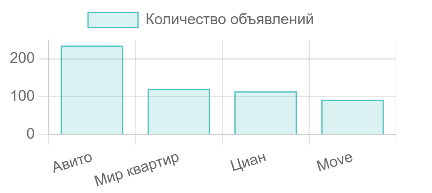 Количество объявлений
200
100
0
Авито
Мир квартир
Циан
Move